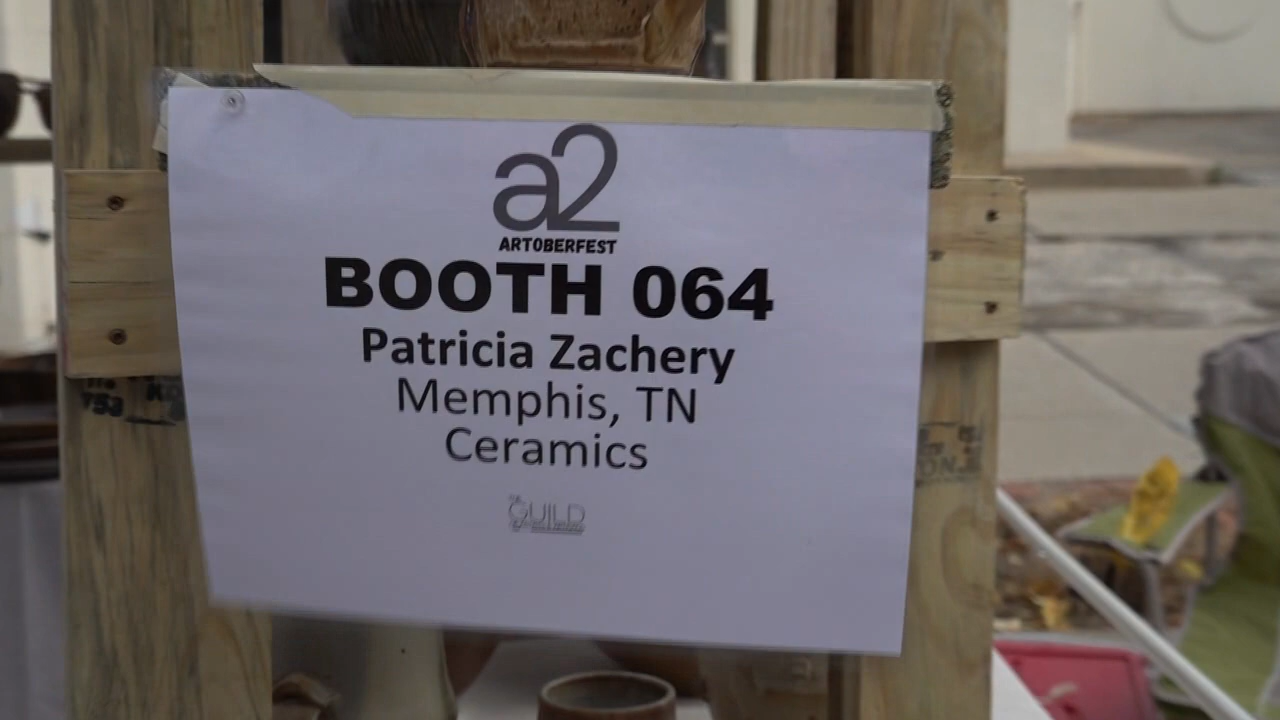 a2
ARTOBERFEST
BOOTH 064
Patricia Zachery
Memphis, TN
Ceramics
GUILD